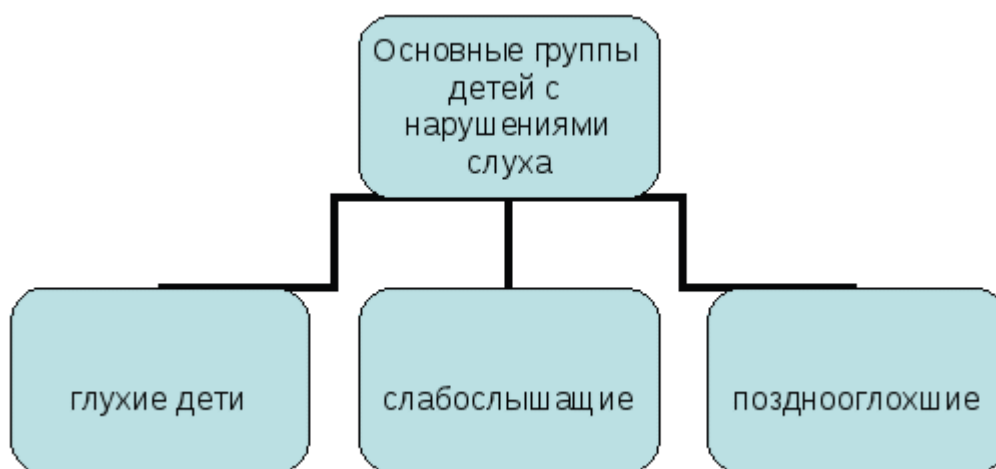 Основные группы
детей с
нарушениями
слуха
глухие дети
слабослышащие
позднооглохшие